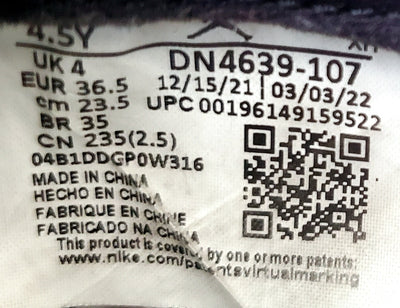 4.5Y XH
UK 4 DN4639-107
EUR 36.5 12/15/21 03/03/22
cm 23.5 UPC 00196149159522
BR 35
CN 235(2.5)
04B1DDGP0W316
MADE IN CHINA
HECHO EN CHINA
FABRIQUE EN CHINE
FABRICADO NA CHINA
This product is covered by one or more patents:
www.nike.com/patentsvirtualmarking